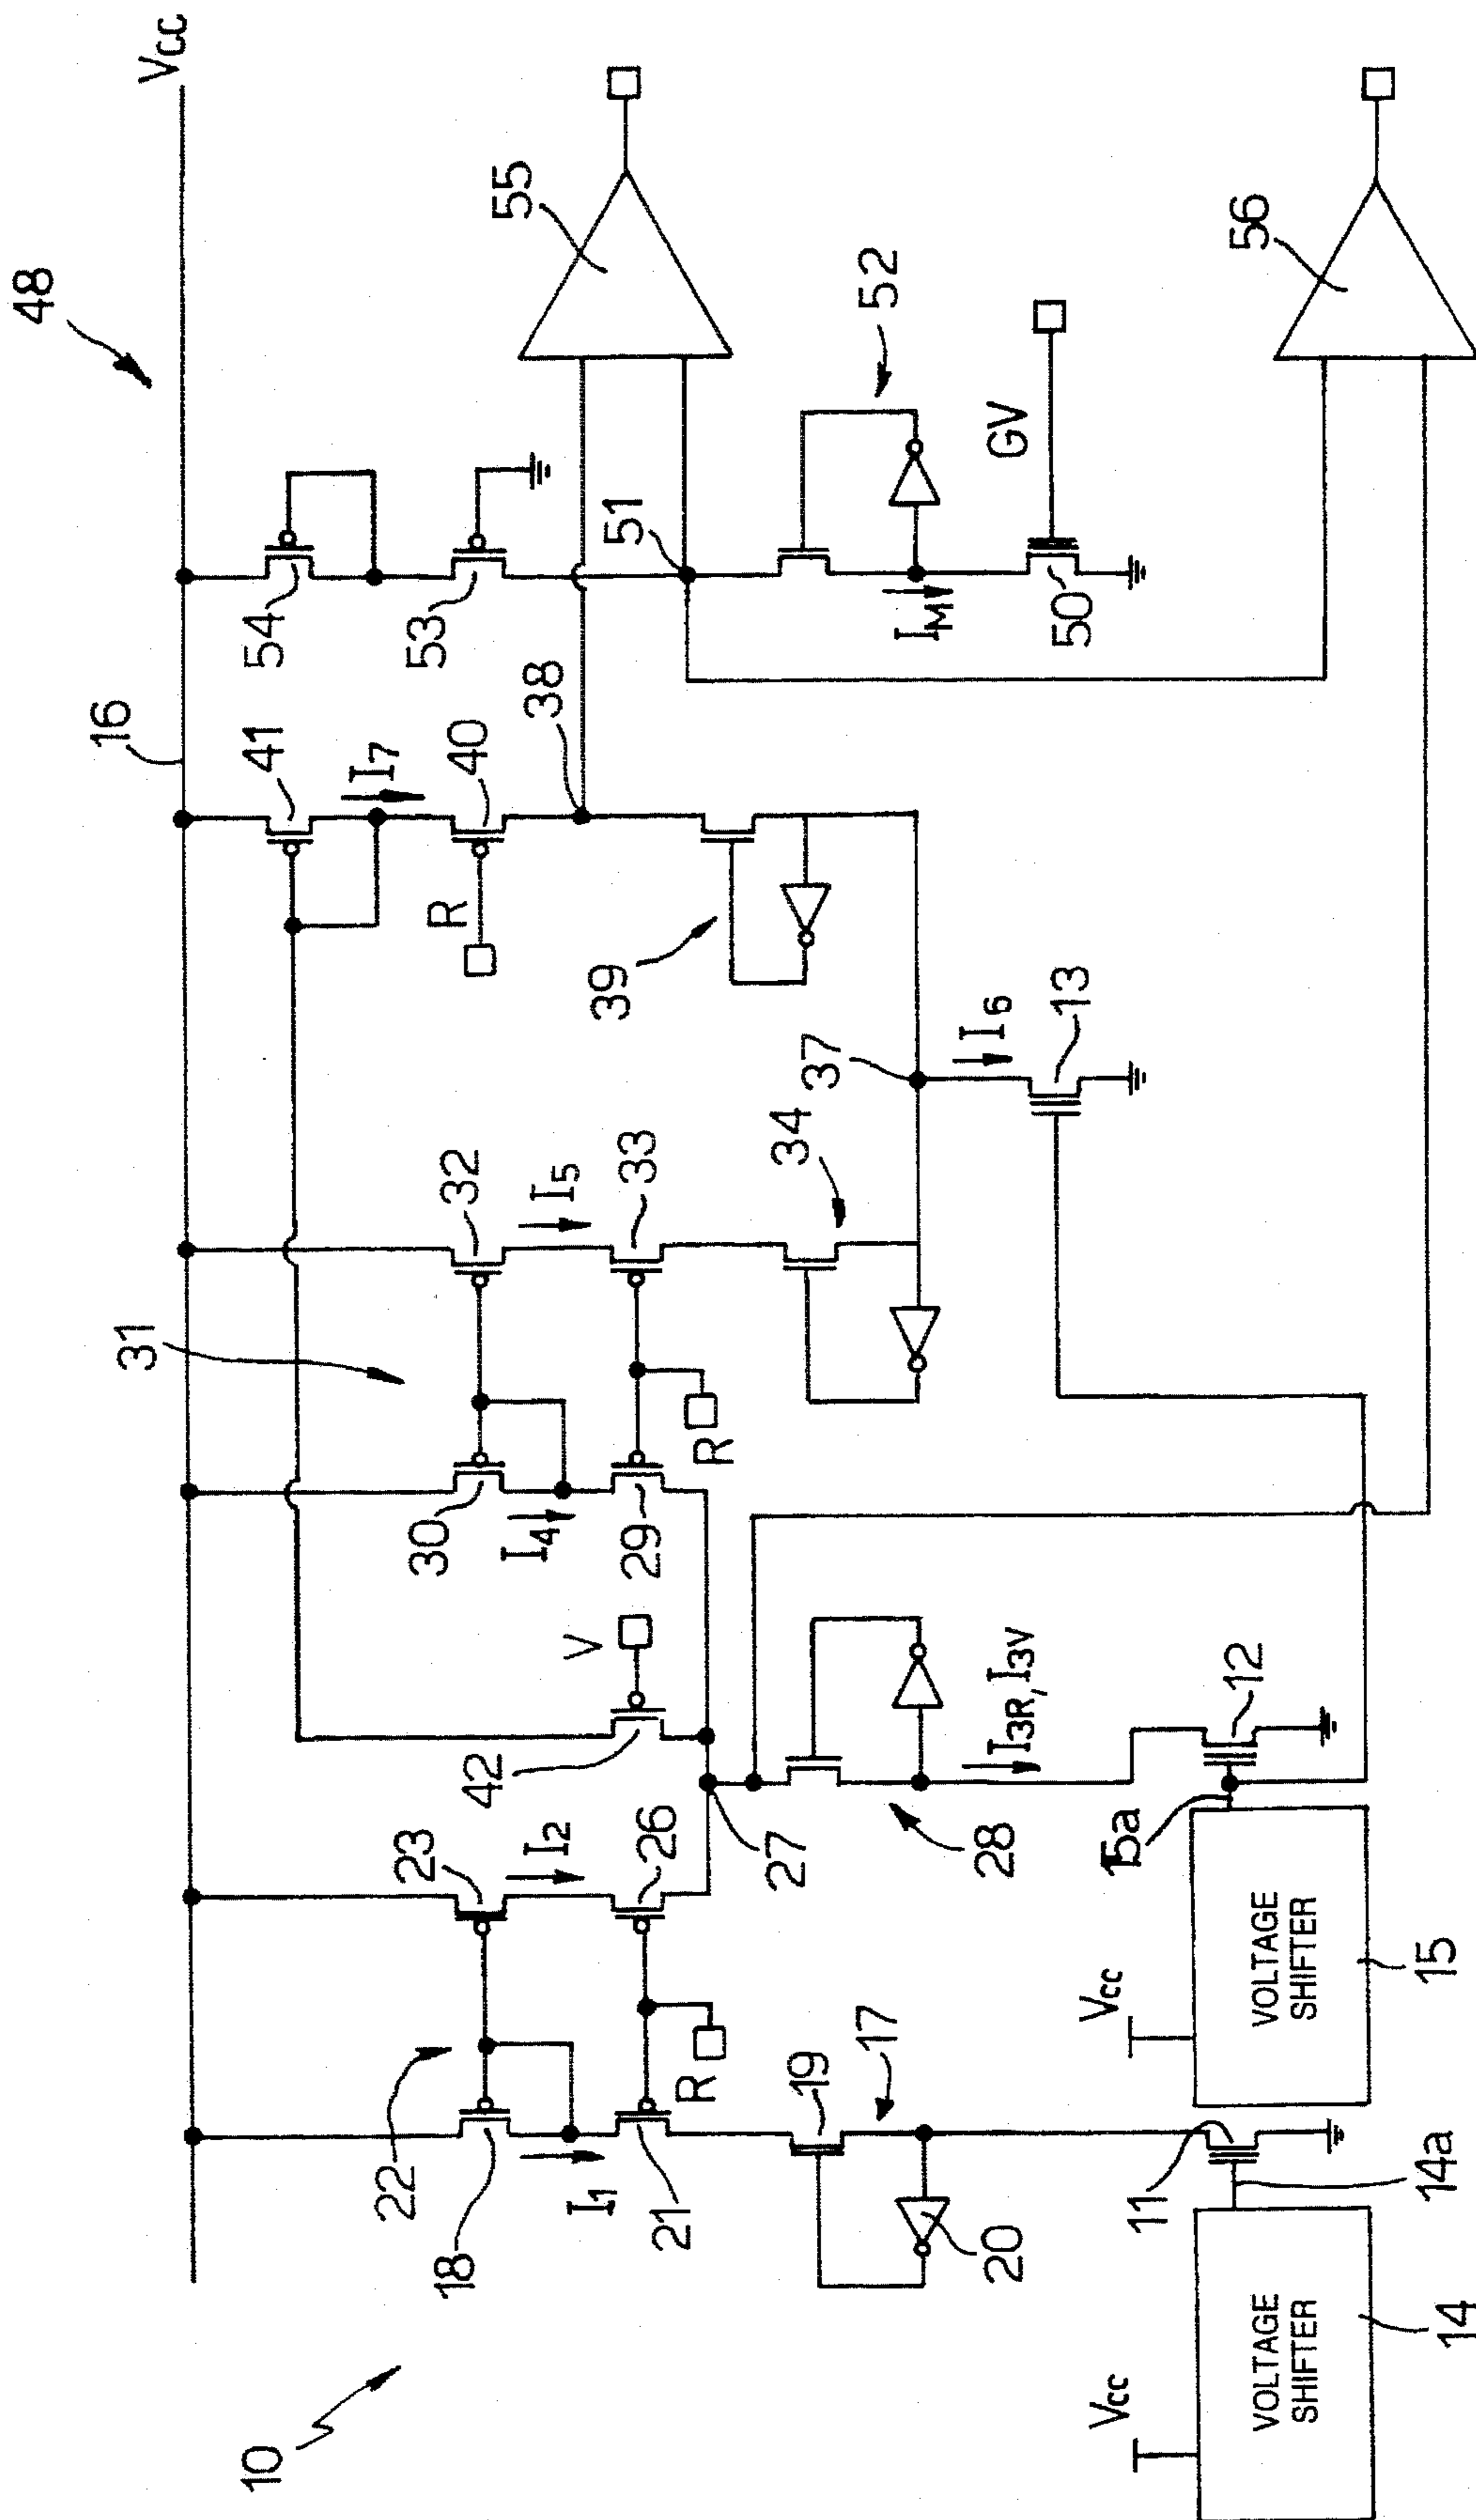 48
Vcc
16
54
53
55
41
I7
40
R
38
51
52
IM
50
GV
56
39
31
32
I5
33
34
37
I6
13
30
I4
29
R
42
V
27
28
I3R, I3V
12
15a
23
I2
26
22
18
I1
21
R
19
17
20
11
14a
Vcc
VOLTAGE
SHIFTER
15
Vcc
VOLTAGE
SHIFTER
14
10